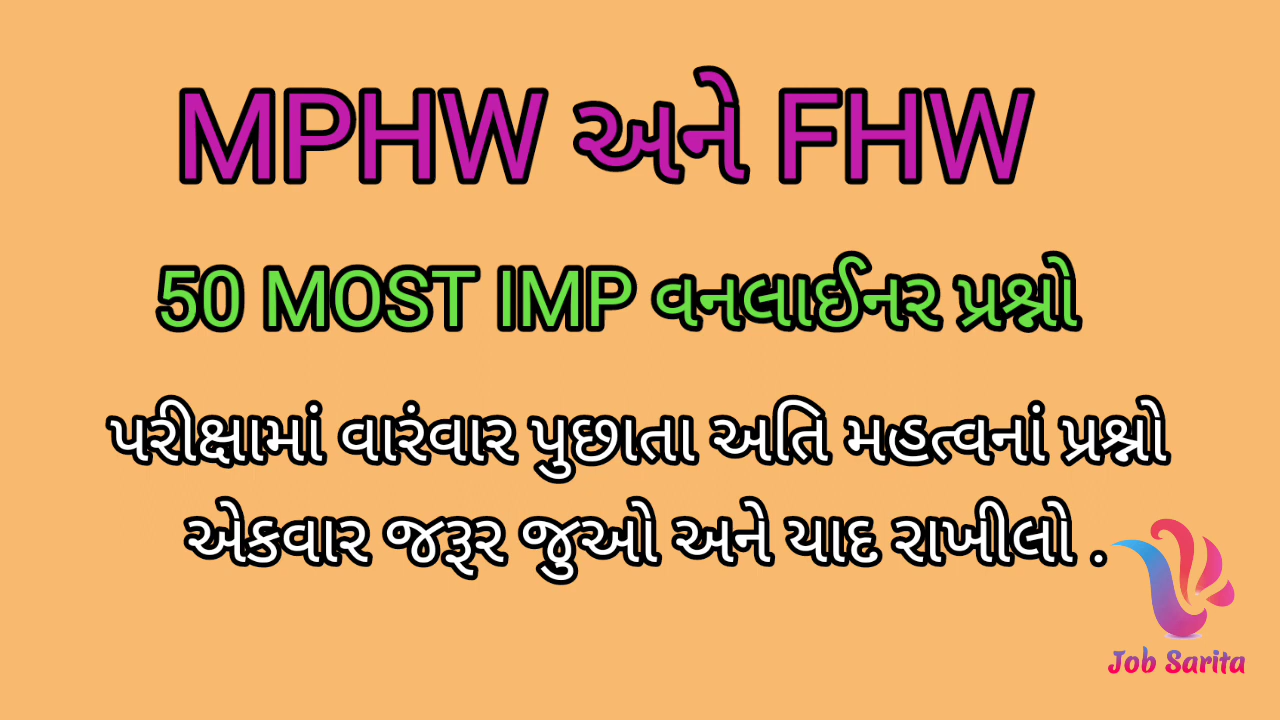 MPHW અને FHW
50 MOST IMP વનલાઈનર પ્રશ્નો
પરીક્ષામાં વારંવાર પુછાતા અતિ મહત્વનાં પ્રશ્નો
એકવાર જરૂર જુઓ અને યાદ રાખીલો .
Job Sarita